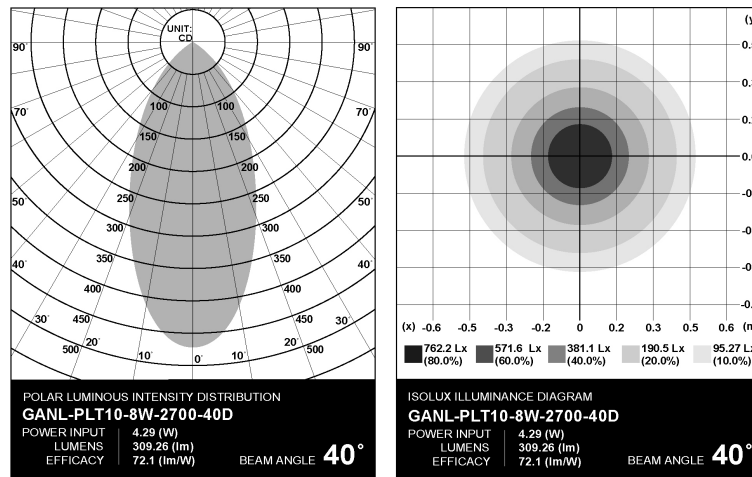 UNIT:
CD
90° 90°
100 100
70° 70°
150 150
200 200
50° 250 250 50°
300 300
40° 350 350 40°
400 400
30° 450 450 30°
500 20° 10° 0° 10° 20° 500
POLAR LUMINOUS INTENSITY DISTRIBUTION
GANL-PLT10-8W-2700-40D
POWER INPUT 4.29 (W)
LUMENS 309.26 (lm)
EFFICACY 72.1 (lm/W)
BEAM ANGLE 40°
(x) -0.6 -0.5 -0.3 -0.2 0 0.2 0.3 0.5 0.6
762.2 Lx 571.6 Lx 381.1 Lx 190.5 Lx 95.27
(80.0%) (60.0%) (40.0%) (20.0%) (10.0%)
ISOLUX ILLUMINANCE DIAGRAM
GANL-PLT10-8W-2700-40D
POWER INPUT 4.29 (W)
LUMENS 309.26 (lm)
EFFICACY 72.1 (lm/W)
BEAM ANGLE 40°